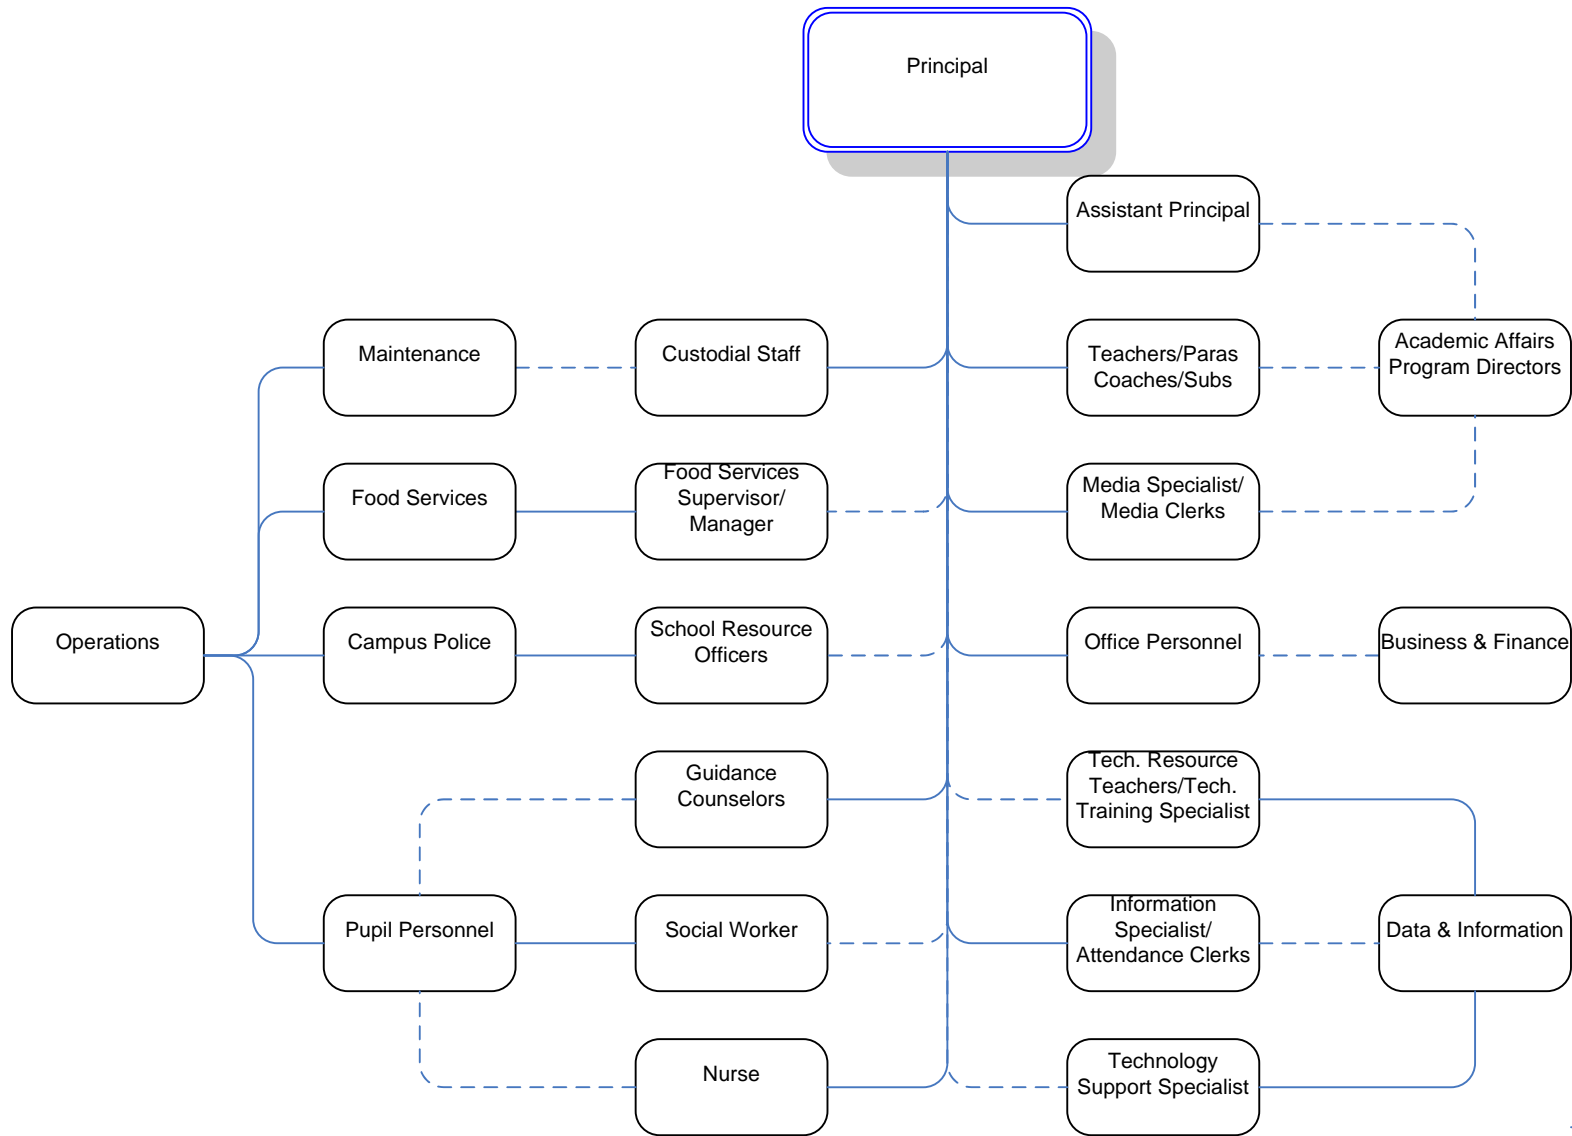 Principal
Assistant Principal
Maintenance
Custodial Staff
Teachers/Paras
Coaches/Subs
Academic Affairs
Program Directors
Food Services
Food Services
Supervisor/
Manager
Media Specialist/
Media Clerks
Operations
Campus Police
School Resource
Officers
Office Personnel
Business & Finance
Guidance
Counselors
Tech. Resource
Teachers/Tech.
Training Specialist
Pupil Personnel
Social Worker
Information
Specialist/
Attendance Clerks
Data & Information
Nurse
Technology
Support Specialist